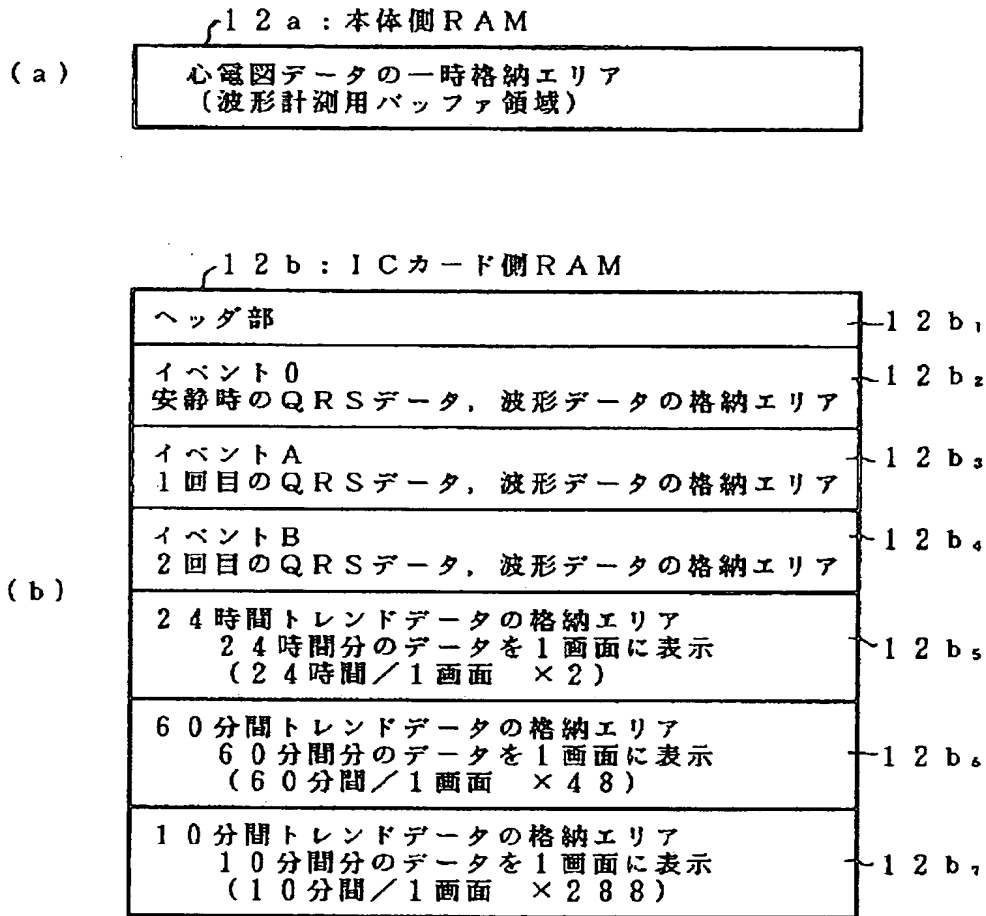 12a:本体側RAM
(a)
心電図データの一時格納エリア
(波形計測用バッファ領域)
12b:ICカード側RAM
ヘッダ部
12b₁
イベント0
12b₂
安静時のQRSデータ, 波形データの格納エリア
イベントA
12b₃
1回目のQRSデータ, 波形データの格納エリア
イベントB
12b₄
2回目のQRSデータ, 波形データの格納エリア
(b)
24時間トレンドデータの格納エリア
24時間分のデータを1画面に表示
12b₅
(24時間/1画面 ×2)
60分間トレンドデータの格納エリア
60分間分のデータを1画面に表示
12b₆
(60分間/1画面 ×48)
10分間トレンドデータの格納エリア
10分間分のデータを1画面に表示
12b₇
(10分間/1画面 ×288)